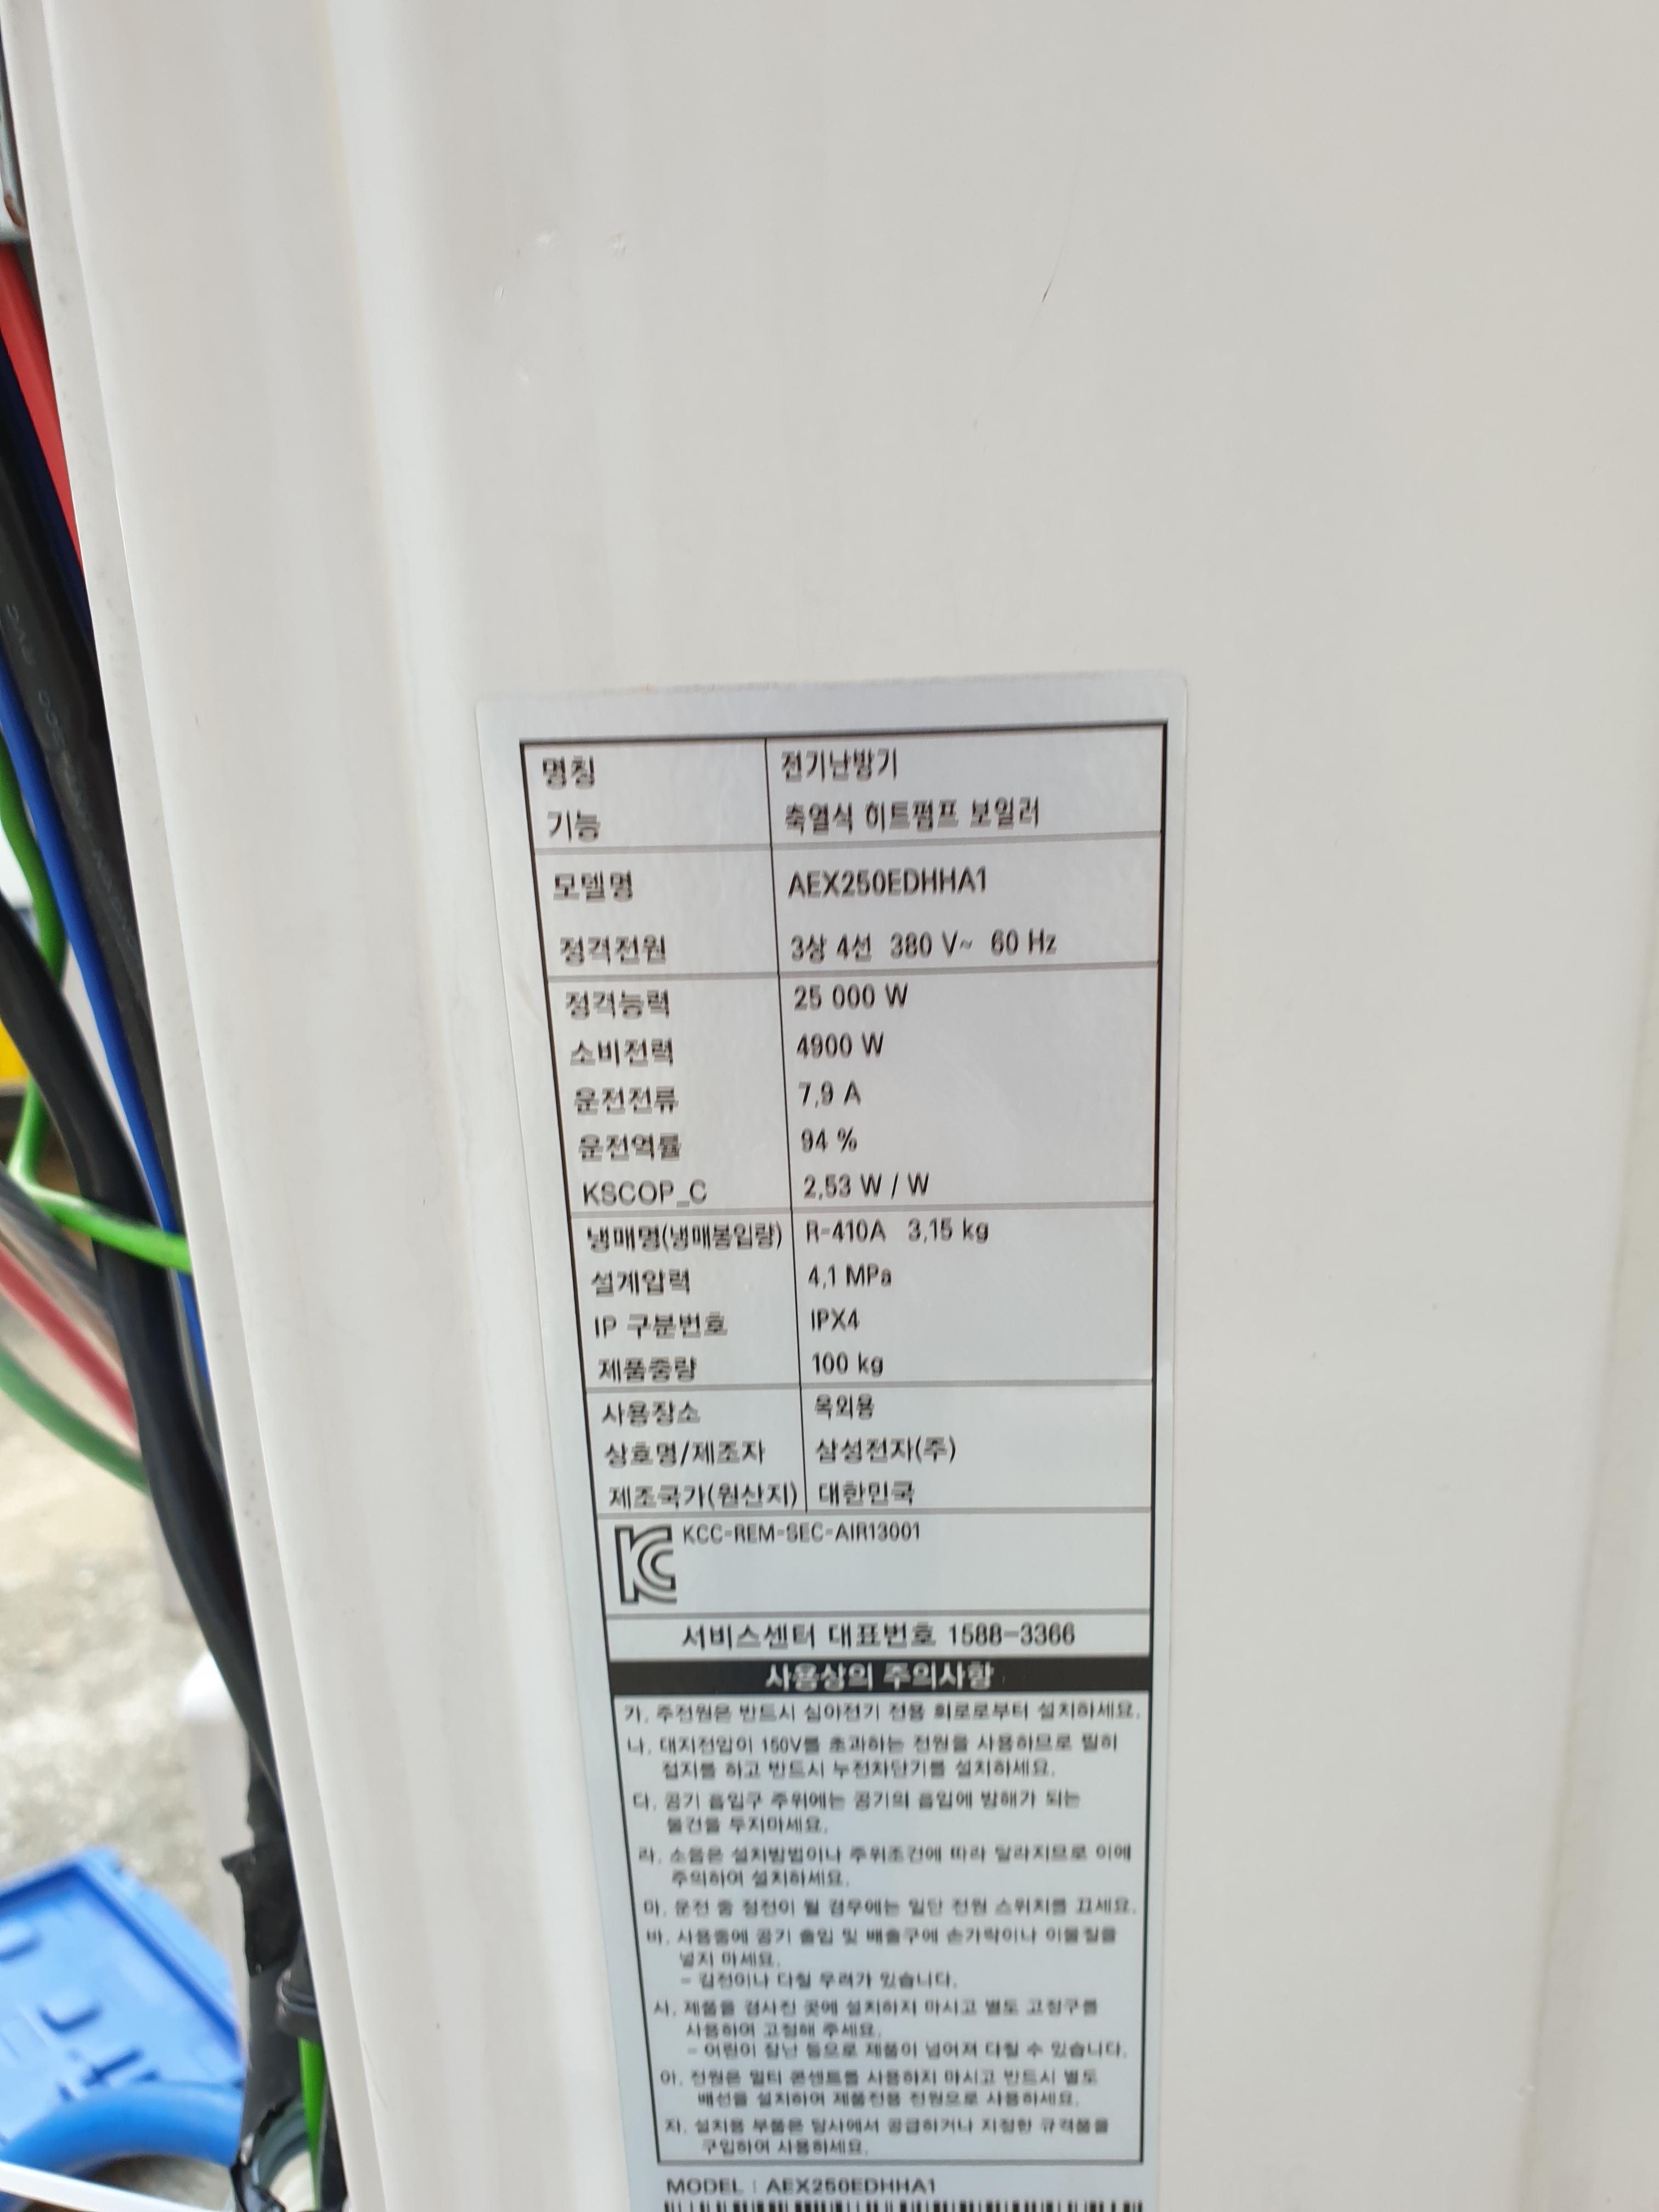 명칭 전기난방기
기능 축열식 히트펌프 보일러
모델명 AEX250EDHHA1
정격전원 3상 4선 380 V~ 60 Hz
정격능력 25 000 W
소비전력 4900 W
운전전류 7,9 A
운전역률 94 %
KSCOP_C 2,53 W / W
냉매명(냉매봉입량) R-410A 3,15 kg
설계압력 4,1 MPa
IP 구분번호 IPX4
제품중량 100 kg
사용장소 옥외용
상호명/제조자 삼성전자(주)
제조국가(원산지) 대한민국
KCC-REM-SEC-AIR13001
서비스센터 대표번호 1588-3366
사용상의 주의사항
가. 주전원은 반드시 심야전기 전용 회로로부터 설치하세요.
나. 대지전압이 150V를 초과하는 전원을 사용하므로 필히
접지를 하고 반드시 누전차단기를 설치하세요.
다. 공기 흡입구 주위에는 공기의 흡입에 방해가 되는
물건을 두지마세요.
라. 소음은 설치방법이나 주위조건에 따라 달라지므로 이에
주의하여 설치하세요.
마. 운전 중 정전이 될 경우에는 일단 전원 스위치를 끄세요.
바. 사용중에 공기 흡입 및 배출구에 손가락이나 이물질을
넣지 마세요.
- 감전이나 다칠 우려가 있습니다.
사. 제품을 경사진 곳에 설치하지 마시고 별도 고정구를
사용하여 고정해 주세요.
- 어린이 장난 등으로 제품이 넘어져 다칠 수 있습니다.
아. 전원은 멀티 콘센트를 사용하지 마시고 반드시 별도
배선을 설치하여 제품전용 전원으로 사용하세요.
자. 설치용 부품은 당사에서 공급하거나 지정한 규격품을
구입하여 사용하세요.
MODEL : AEX250EDHHA1